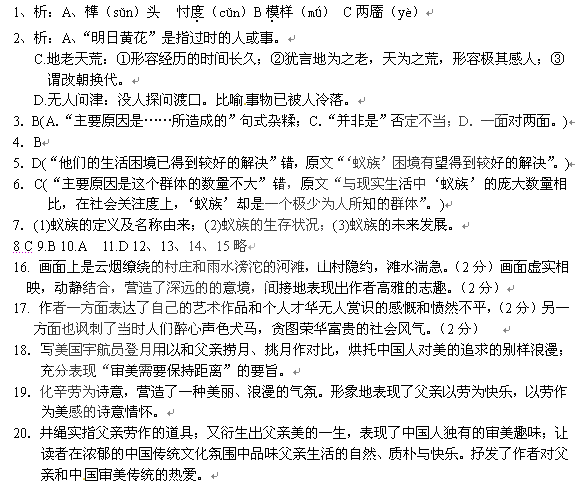 1、析：A、榫（sǔn）头　忖度（cǔn）B 模样（mú） C两靥（yè）
2、析：A、“明日黄花”是指过时的人或事。
C.地老天荒：①形容经历的时间长久；②犹言地为之老，天为之荒，形容极其感人；③
谓改朝换代。
D.无人问津：没人探问渡口。比喻事物已被人冷落。
3．B(A.“主要原因是……所造成的”句式杂糅；C.“并非是”否定不当；D．一面对两面。)
4．B
5．D(“他们的生活困境已得到较好的解决”错，原文“‘蚁族’困境有望得到较好的解决”。)
6．C(“主要原因是这个群体的数量不大”错，原文“与现实生活中‘蚁族’的庞大数量相
比，在社会关注度上，‘蚁族’却是一个极少为人所知的群体”。)
7．(1)蚁族的定义及名称由来；(2)蚁族的生存状况；(3)蚁族的未来发展。
8.C 9.B 10.A　11.D 12、13、14、15 略
16．画面上是云烟缭绕的村庄和雨水滂沱的河滩，山村隐约，滩水湍急。（2 分）画面虚实相
映，动静结合，营造了深远的的意境，间接地表现出作者高雅的志趣。（2 分）
17．作者一方面表达了自己的艺术作品和个人才华无人赏识的感慨和愤然不平，（2 分）另一
方面也讽刺了当时人们醉心声色犬马，贪图荣华富贵的社会风气。（2 分）
18．写美国宇航员登月用以和父亲捞月、挑月作对比，烘托中国人对美的追求的别样浪漫；
充分表现“审美需要保持距离”的要旨。
19．化辛劳为诗意，营造了一种美丽、浪漫的气氛。形象地表现了父亲以劳为快乐，以劳作
为美感的诗意情怀。
20．井绳实指父亲劳作的道具；又衍生出父亲美的一生，表现了中国人独有的审美趣味；让
读者在浓郁的中国传统文化氛围中品味父亲生活的自然、质朴与快乐。抒发了作者对父
亲和中国审美传统的热爱。